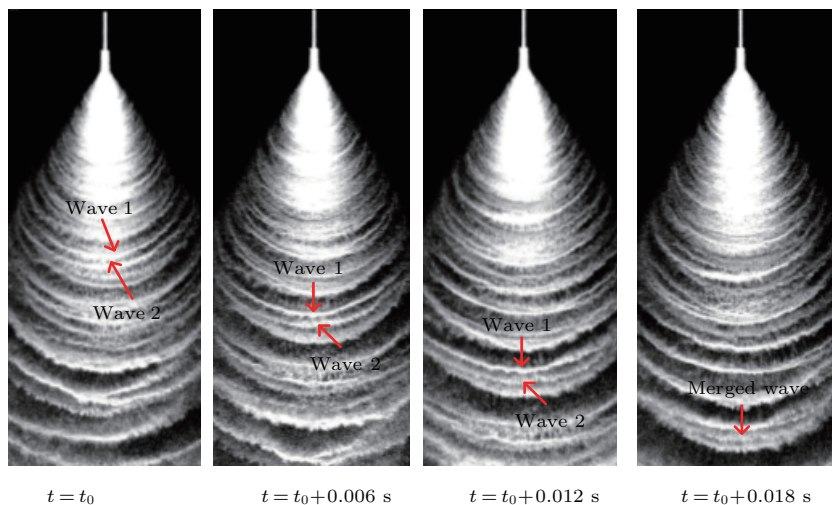 Wave 1
Wave 2
Wave 1
Wave 2
Wave 1
Wave 2
Merged wave
t = t₀
t = t₀+0.006 s
t = t₀+0.012 s
t = t₀+0.018 s